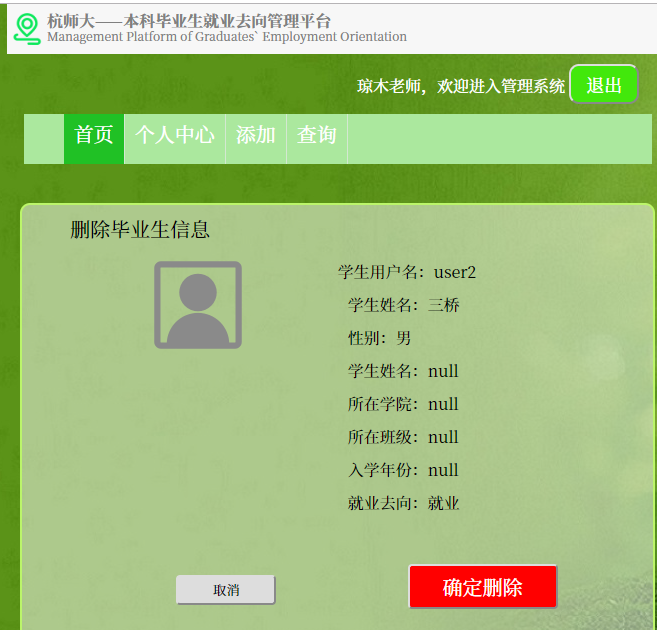 杭师大——本科毕业生就业去向管理平台
Management Platform of Graduates` Employment Orientation
琼木老师，欢迎进入管理系统 退出
首页 个人中心 添加 查询
删除毕业生信息
学生用户名：user2
学生姓名：三桥
性别：男
学生姓名：null
所在学院：null
所在班级：null
入学年份：null
就业去向：就业
取消 确定删除